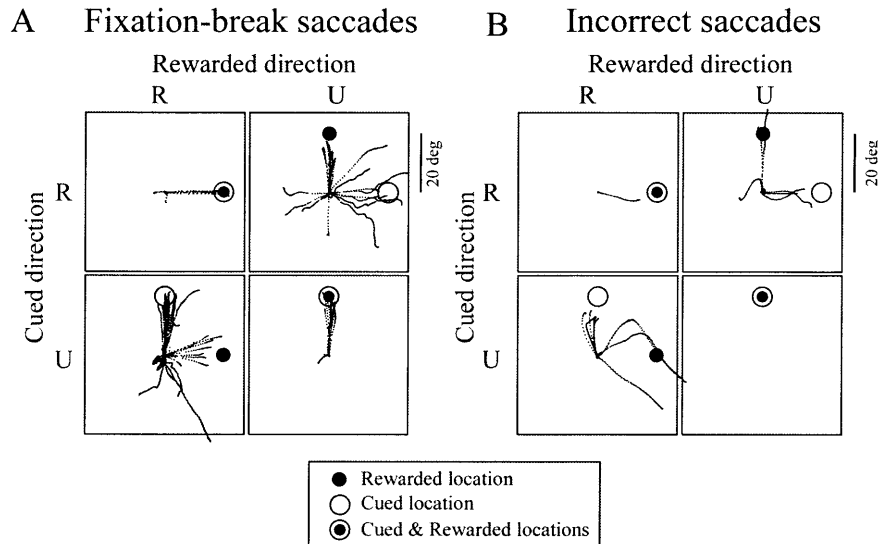 A Fixation-break saccades
Rewarded direction
R U
Cued direction
R
U
20 deg
B Incorrect saccades
Rewarded direction
R U
Cued direction
R
U
20 deg
Rewarded location
Cued location
Cued & Rewarded locations